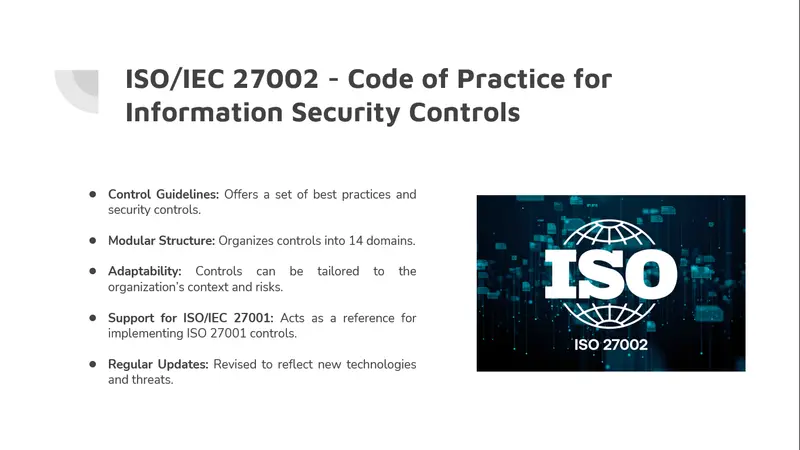 ISO/IEC 27002 - Code of Practice for
Information Security Controls
● Control Guidelines: Offers a set of best practices and
security controls.
● Modular Structure: Organizes controls into 14 domains.
● Adaptability: Controls can be tailored to the
organization's context and risks.
● Support for ISO/IEC 27001: Acts as a reference for
implementing ISO 27001 controls.
● Regular Updates: Revised to reflect new technologies
and threats.
ISO
ISO 27002